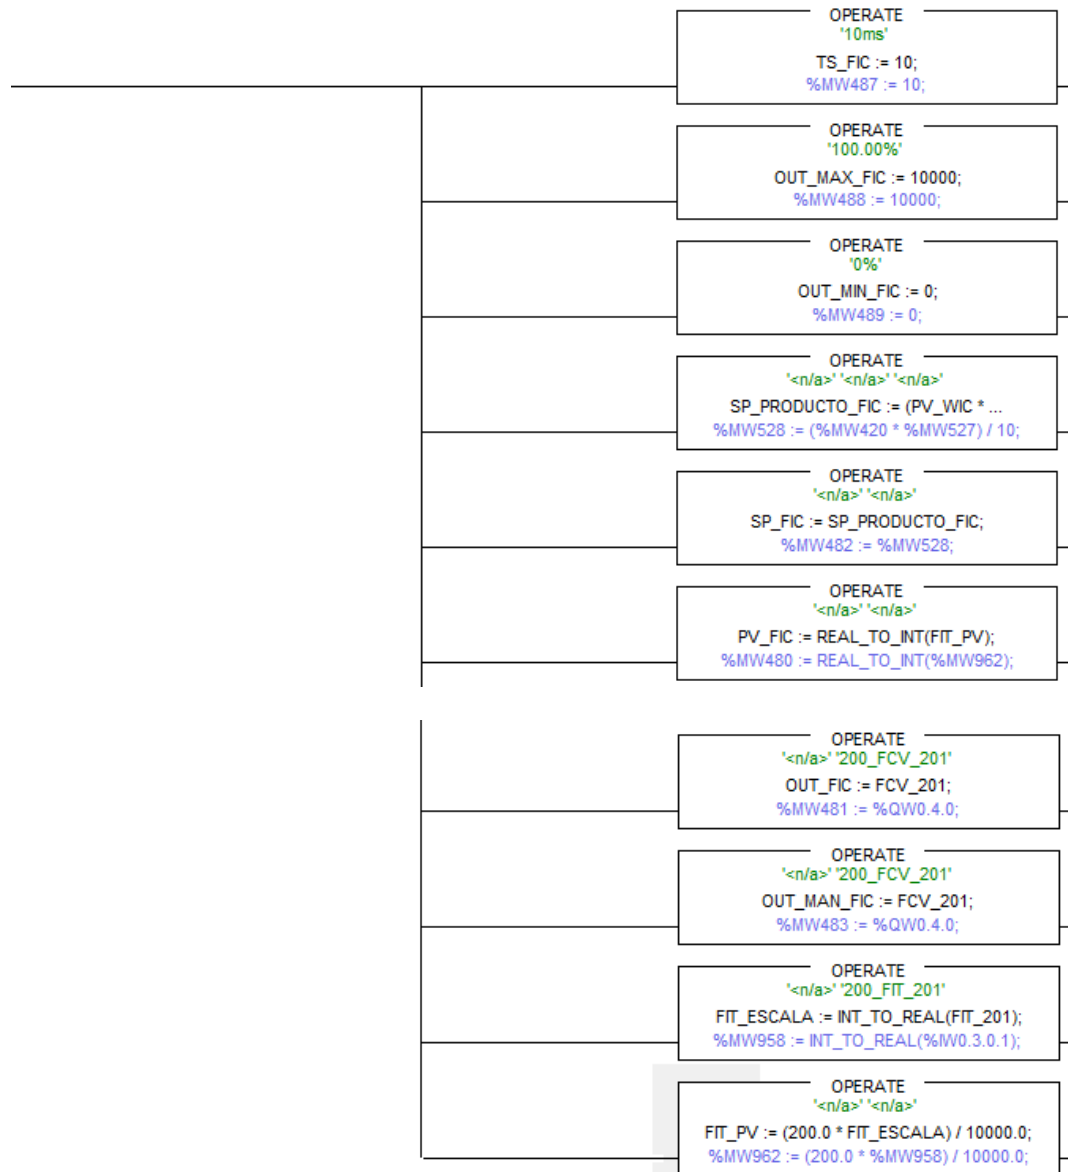 OPERATE
'10ms'
TS_FIC := 10;
%MW487 := 10;
OPERATE
'100.00%'
OUT_MAX_FIC := 10000;
%MW488 := 10000;
OPERATE
'0%'
OUT_MIN_FIC := 0;
%MW489 := 0;
OPERATE
'<n/a>' '<n/a>' '<n/a>'
SP_PRODUCTO_FIC := (PV_WIC * ...
%MW528 := (%MW420 * %MW527) / 10;
OPERATE
'<n/a>' '<n/a>'
SP_FIC := SP_PRODUCTO_FIC;
%MW482 := %MW528;
OPERATE
'<n/a>' '<n/a>'
PV_FIC := REAL_TO_INT(FIT_PV);
%MW480 := REAL_TO_INT(%MW962);
OPERATE
'<n/a>' '200_FCV_201'
OUT_FIC := FCV_201;
%MW481 := %QW0.4.0;
OPERATE
'<n/a>' '200_FCV_201'
OUT_MAN_FIC := FCV_201;
%MW483 := %QW0.4.0;
OPERATE
'<n/a>' '200_FIT_201'
FIT_ESCALA := INT_TO_REAL(FIT_201);
%MW958 := INT_TO_REAL(%IW0.3.0.1);
OPERATE
'<n/a>' '<n/a>'
FIT_PV := (200.0 * FIT_ESCALA) / 10000.0;
%MW962 := (200.0 * %MW958) / 10000.0;